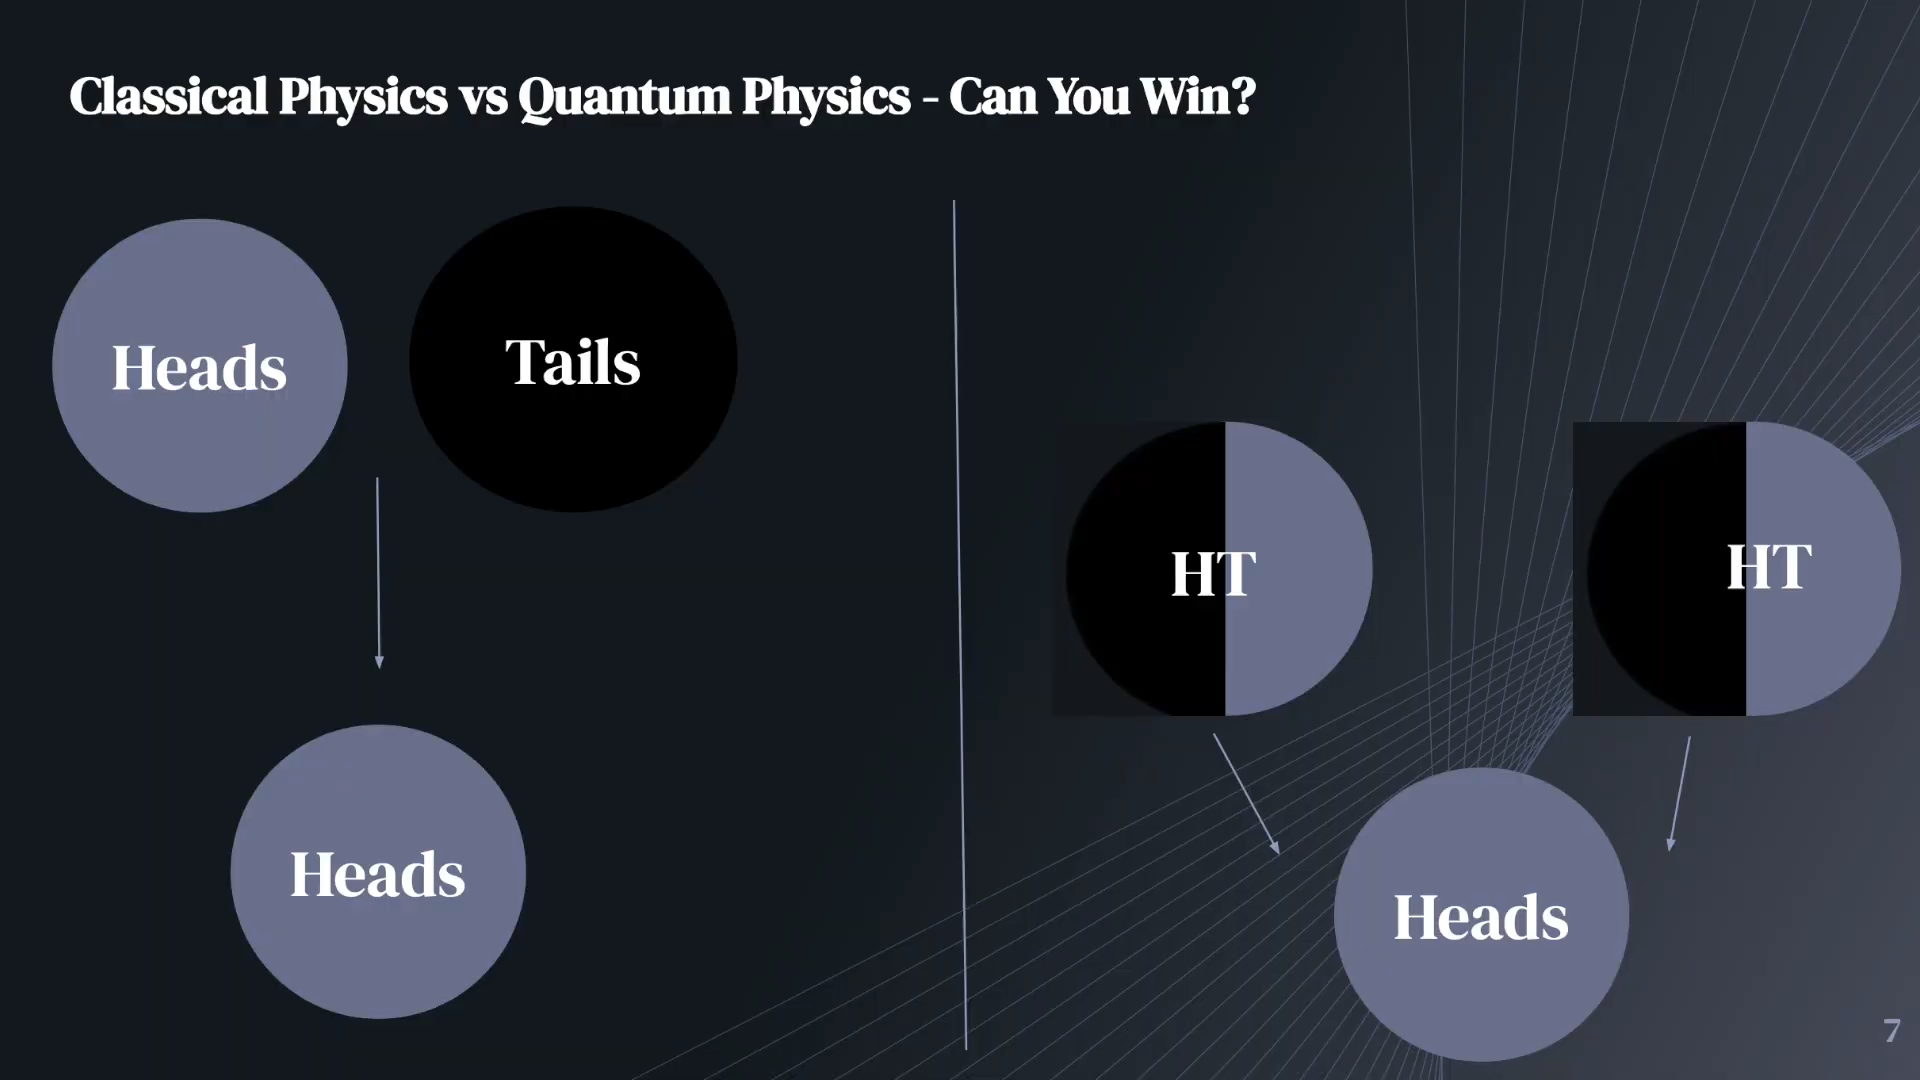 Classical Physics vs Quantum Physics - Can You Win?
Heads
Tails
Heads
HT
HT
Heads
7